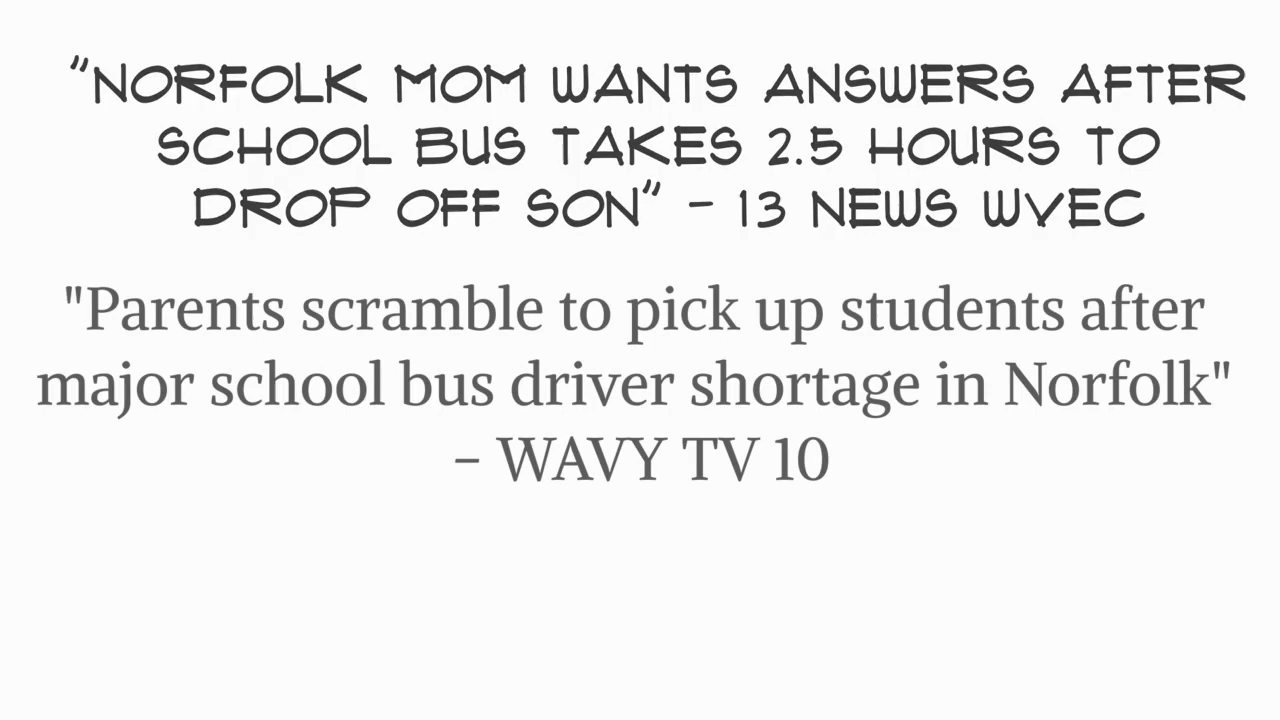 "NORFOLK MOM WANTS ANSWERS AFTER
SCHOOL BUS TAKES 2.5 HOURS TO
DROP OFF SON" - 13 NEWS WVEC
"Parents scramble to pick up students after
major school bus driver shortage in Norfolk"
- WAVY TV 10